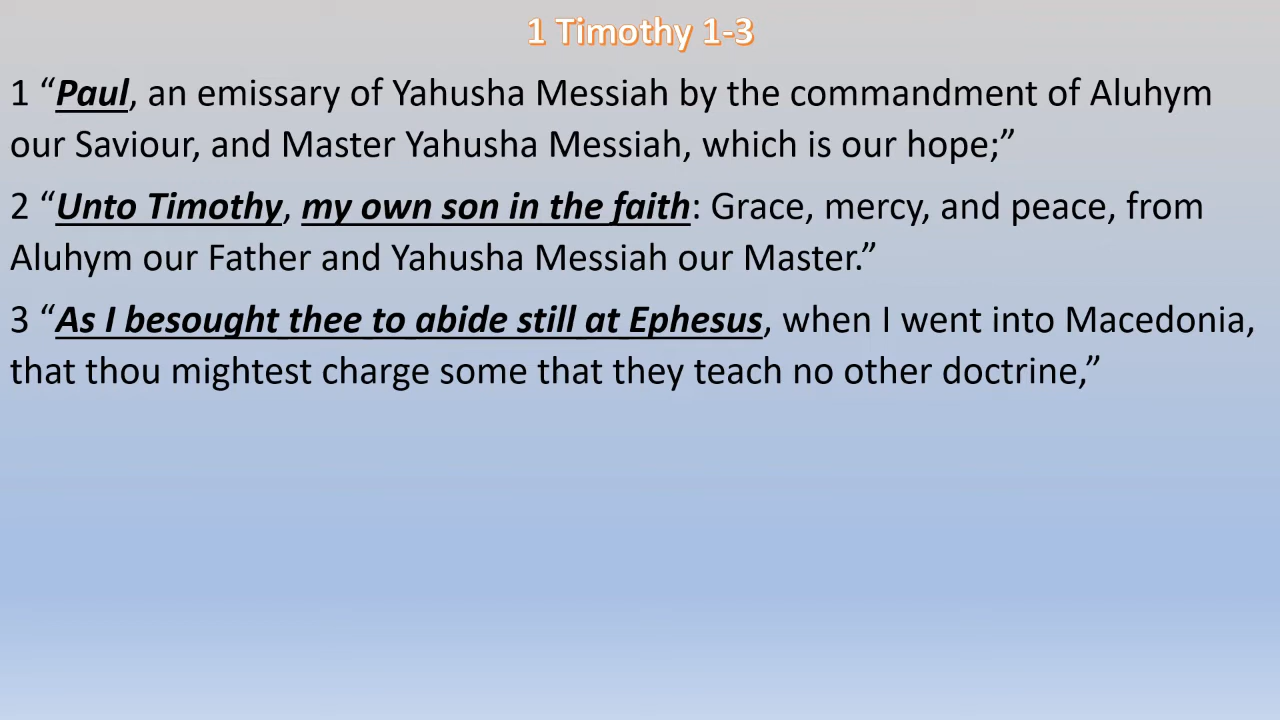 1 Timothy 1-3
1 “Paul, an emissary of Yahusha Messiah by the commandment of Aluhym
our Saviour, and Master Yahusha Messiah, which is our hope;”
2 “Unto Timothy, my own son in the faith: Grace, mercy, and peace, from
Aluhym our Father and Yahusha Messiah our Master.”
3 “As I besought thee to abide still at Ephesus, when I went into Macedonia,
that thou mightest charge some that they teach no other doctrine,”